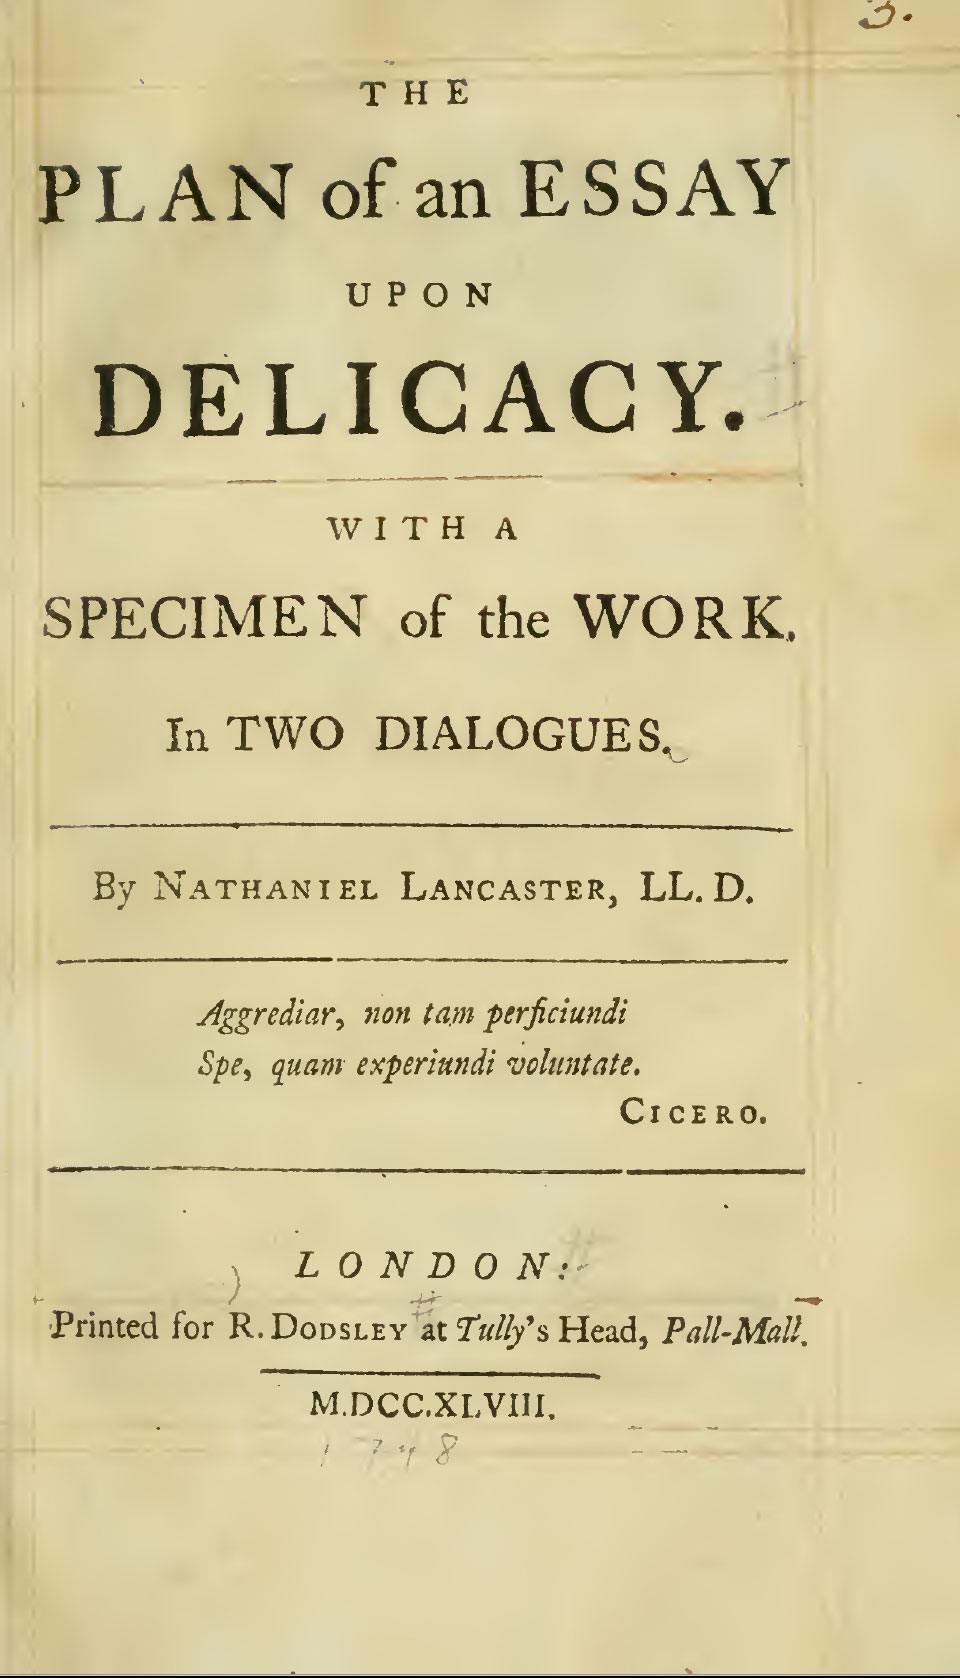 3.
THE
PLAN of an ESSAY
UPON
DELICACY.
WITH A
SPECIMEN of the WORK.
In TWO DIALOGUES.
By NATHANIEL LANCASTER, LL. D.
Aggrediar, non tam perficiundi
Spe, quam experiundi voluntate.
CICERO.
LONDON:
Printed for R. DODSLEY at Tully's Head, Pall-Mall.
M.DCC.XLVIII.
1748